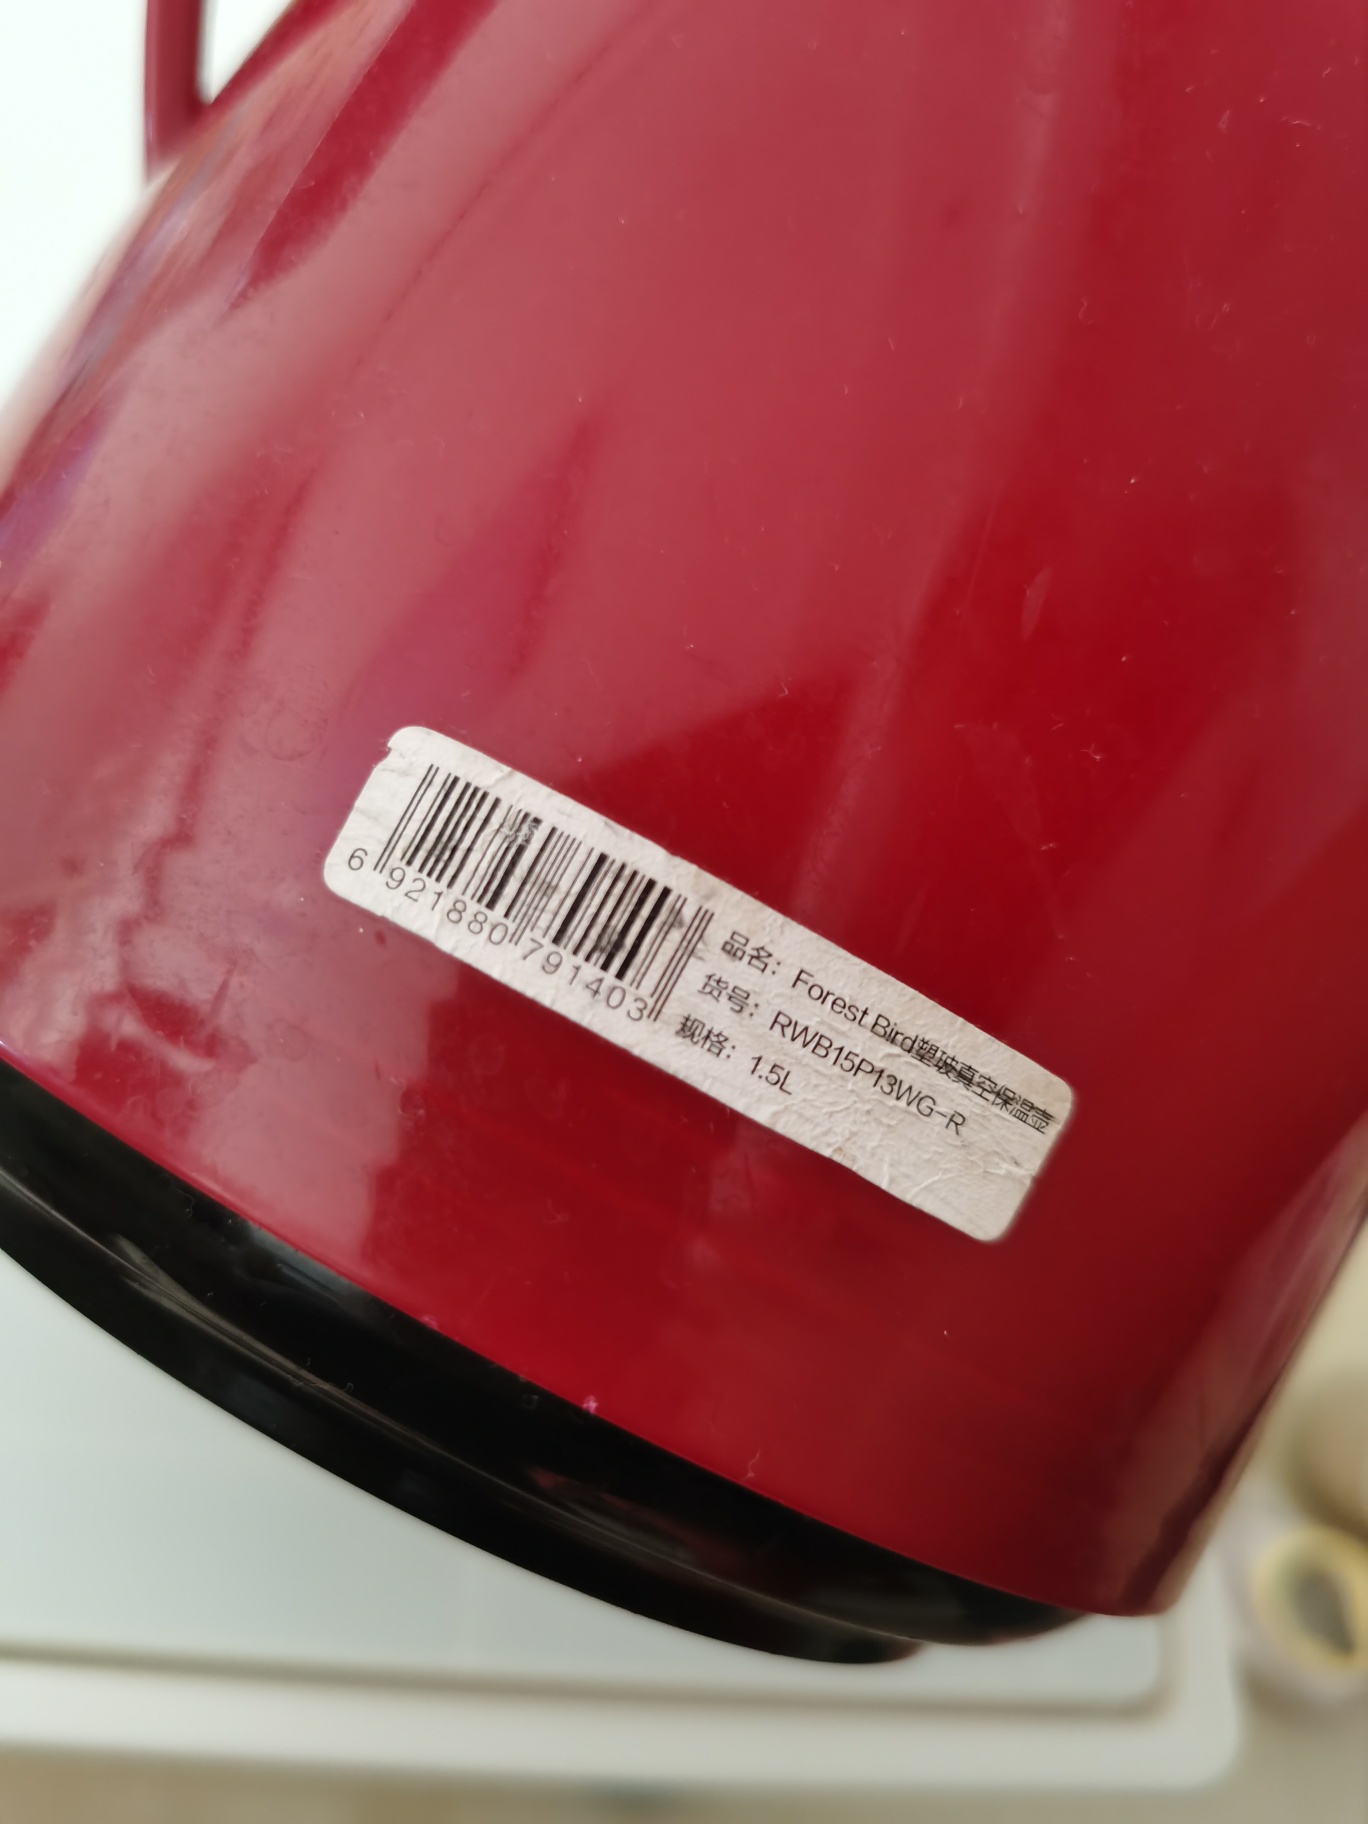 6 921880 791403
品名：Forest Bird塑玻真空保温壶
货号：RWB15P13WG-R
规格：1.5L